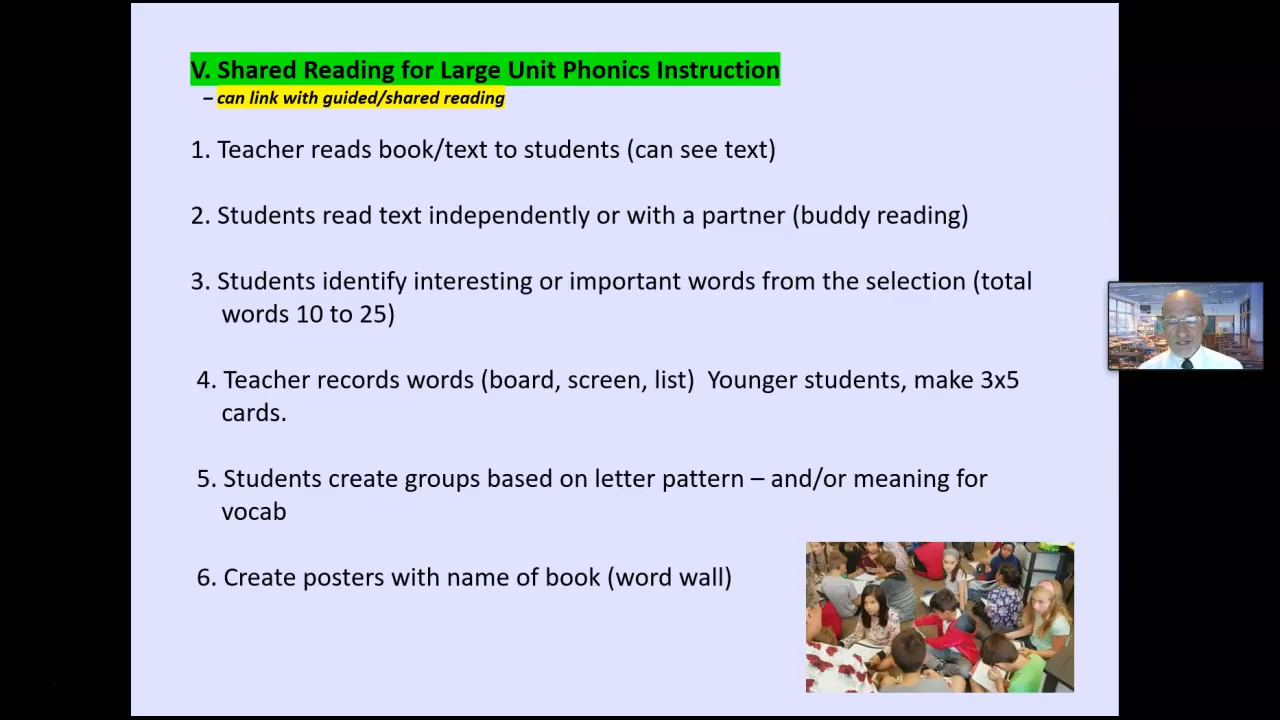 V. Shared Reading for Large Unit Phonics Instruction
– can link with guided/shared reading
1. Teacher reads book/text to students (can see text)
2. Students read text independently or with a partner (buddy reading)
3. Students identify interesting or important words from the selection (total
words 10 to 25)
4. Teacher records words (board, screen, list)  Younger students, make 3x5
cards.
5. Students create groups based on letter pattern – and/or meaning for
vocab
6. Create posters with name of book (word wall)